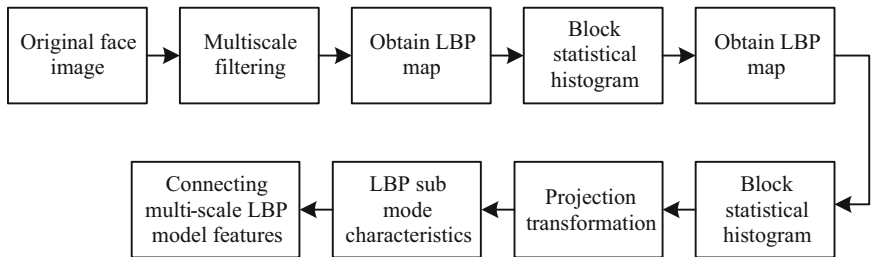 Original face
image
Multiscale
filtering
Obtain LBP
map
Block
statistical
histogram
Obtain LBP
map
Block
statistical
histogram
Projection
transformation
LBP sub
mode
characteristics
Connecting
multi-scale LBP
model features